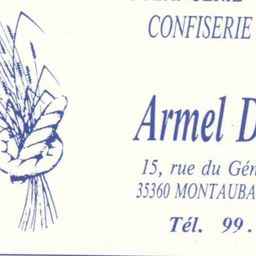 CONFISERIE
Armel D
15, rue du Gén
35360 MONTAUBA
Tél. 99.